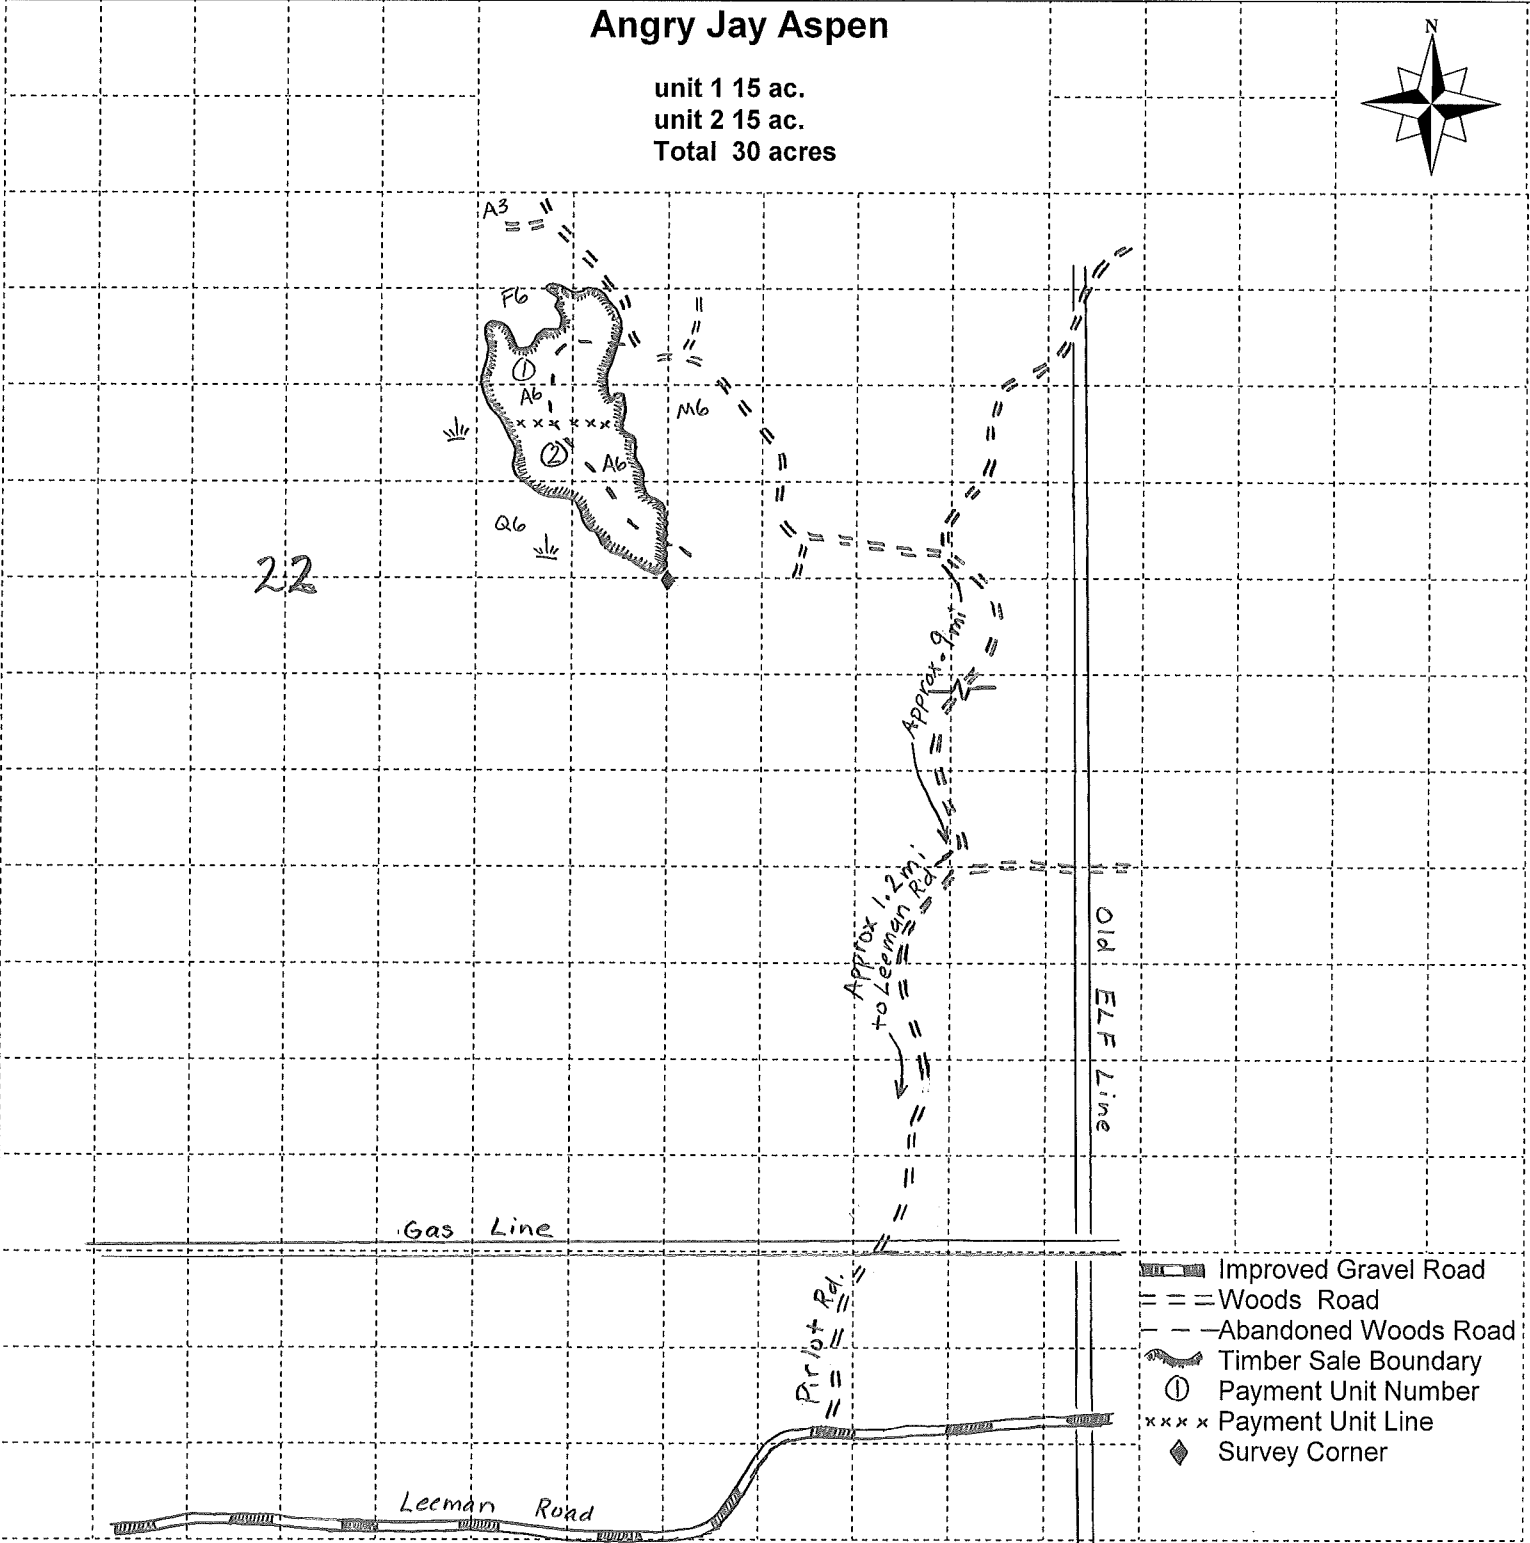 Angry Jay Aspen
N
unit 1 15 ac.
unit 2 15 ac.
Total 30 acres
A3
F6
1
A6
M6
2
A6
Q6
22
Approx .9 mi
Approx 1.2 mi
to Leeman Rd
Old ELF Line
Gas Line
Pirlot Rd.
Leeman Road
Improved Gravel Road
Woods Road
Abandoned Woods Road
Timber Sale Boundary
1 Payment Unit Number
xxxx Payment Unit Line
Survey Corner